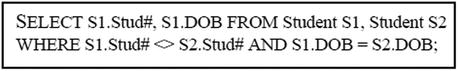 SELECT S1.Stud#, S1.DOB FROM Student S1, Student S2
WHERE S1.Stud# <> S2.Stud# AND S1.DOB = S2.DOB;